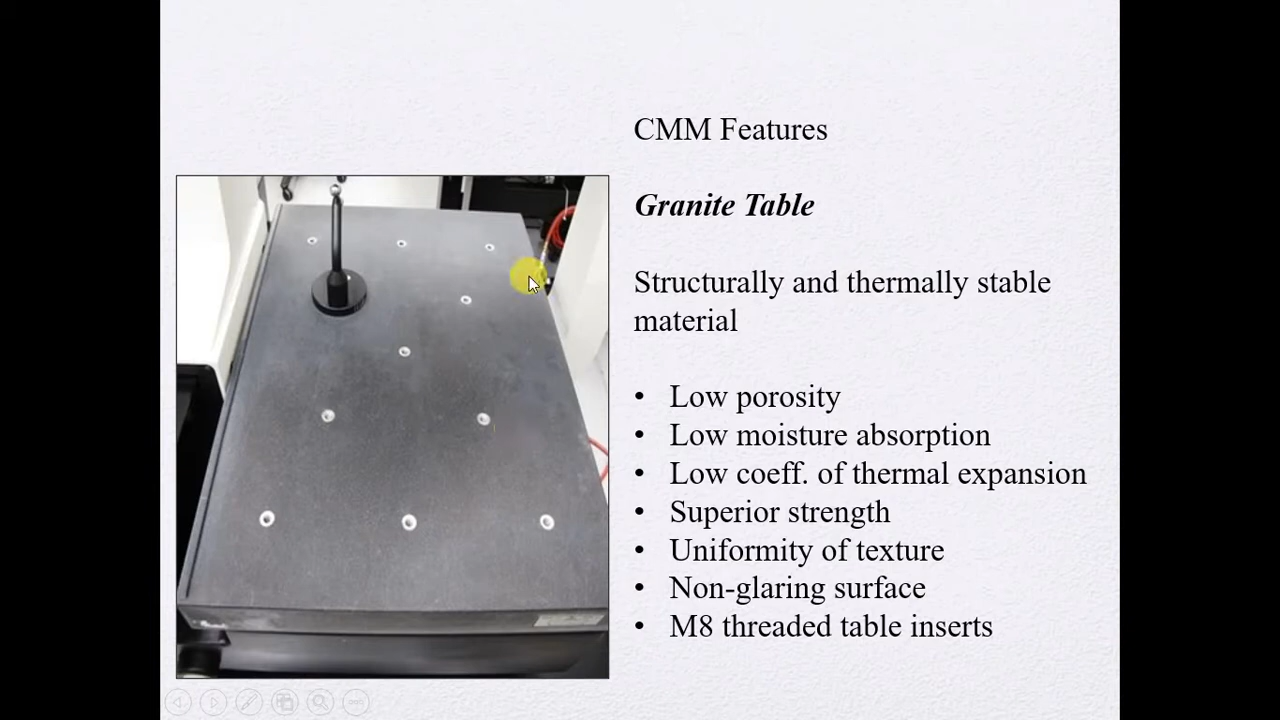 CMM Features
Granite Table
Structurally and thermally stable
material
• Low porosity
• Low moisture absorption
• Low coeff. of thermal expansion
• Superior strength
• Uniformity of texture
• Non-glaring surface
• M8 threaded table inserts